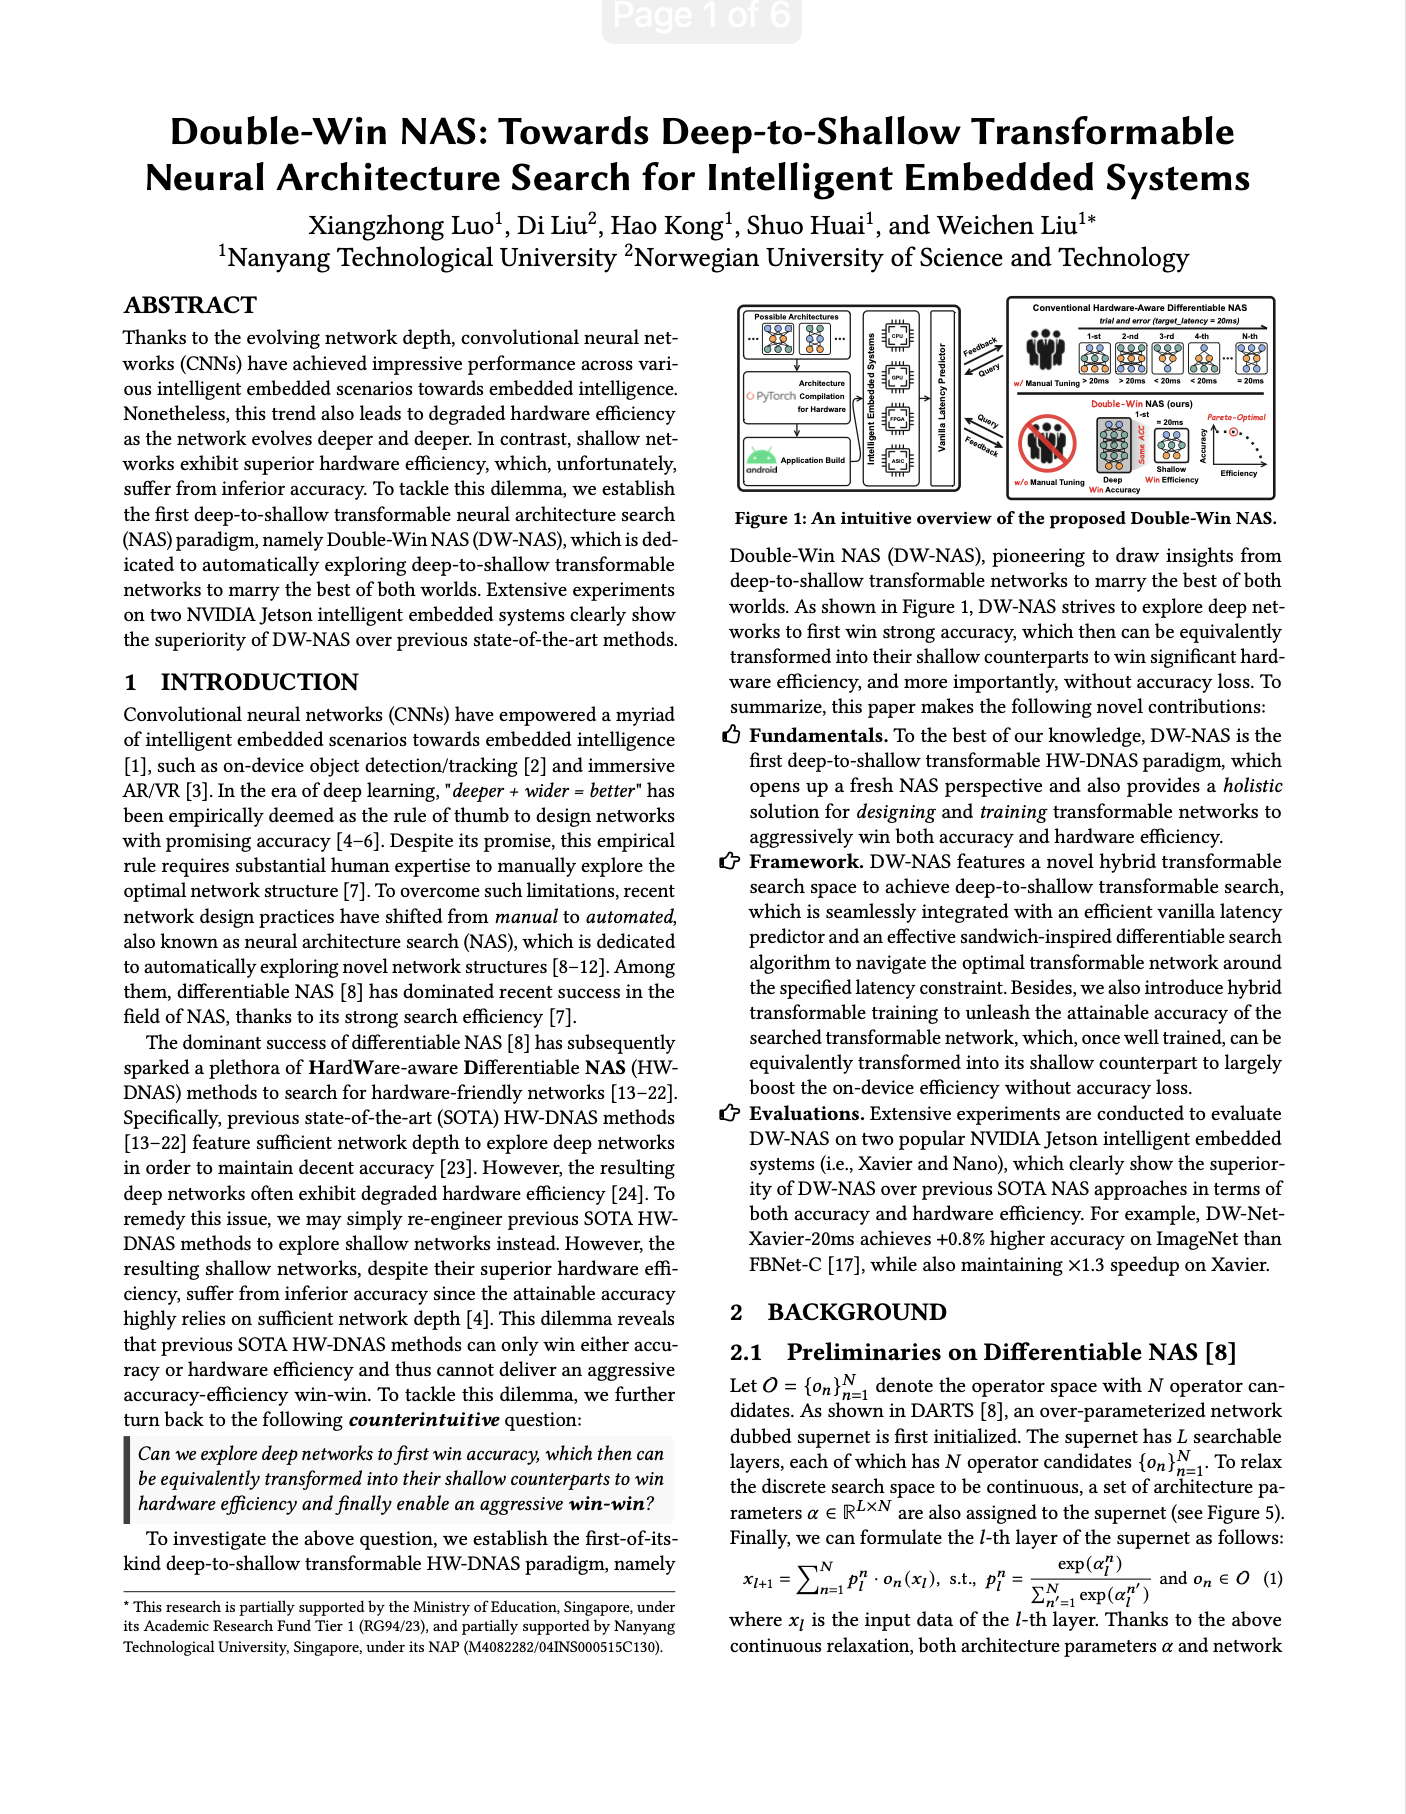 Page 1 of 6
Double-Win NAS: Towards Deep-to-Shallow Transformable
Neural Architecture Search for Intelligent Embedded Systems
Xiangzhong Luo¹, Di Liu², Hao Kong¹, Shuo Huai¹, and Weichen Liu¹*
¹Nanyang Technological University ²Norwegian University of Science and Technology
ABSTRACT
Thanks to the evolving network depth, convolutional neural net-
works (CNNs) have achieved impressive performance across vari-
ous intelligent embedded scenarios towards embedded intelligence.
Nonetheless, this trend also leads to degraded hardware efficiency
as the network evolves deeper and deeper. In contrast, shallow net-
works exhibit superior hardware efficiency, which, unfortunately,
suffer from inferior accuracy. To tackle this dilemma, we establish
the first deep-to-shallow transformable neural architecture search
(NAS) paradigm, namely Double-Win NAS (DW-NAS), which is ded-
icated to automatically exploring deep-to-shallow transformable
networks to marry the best of both worlds. Extensive experiments
on two NVIDIA Jetson intelligent embedded systems clearly show
the superiority of DW-NAS over previous state-of-the-art methods.
1 INTRODUCTION
Convolutional neural networks (CNNs) have empowered a myriad
of intelligent embedded scenarios towards embedded intelligence
[1], such as on-device object detection/tracking [2] and immersive
AR/VR [3]. In the era of deep learning, "deeper + wider = better" has
been empirically deemed as the rule of thumb to design networks
with promising accuracy [4–6]. Despite its promise, this empirical
rule requires substantial human expertise to manually explore the
optimal network structure [7]. To overcome such limitations, recent
network design practices have shifted from manual to automated,
also known as neural architecture search (NAS), which is dedicated
to automatically exploring novel network structures [8–12]. Among
them, differentiable NAS [8] has dominated recent success in the
field of NAS, thanks to its strong search efficiency [7].
The dominant success of differentiable NAS [8] has subsequently
sparked a plethora of HardWare-aware Differentiable NAS (HW-
DNAS) methods to search for hardware-friendly networks [13–22].
Specifically, previous state-of-the-art (SOTA) HW-DNAS methods
[13–22] feature sufficient network depth to explore deep networks
in order to maintain decent accuracy [23]. However, the resulting
deep networks often exhibit degraded hardware efficiency [24]. To
remedy this issue, we may simply re-engineer previous SOTA HW-
DNAS methods to explore shallow networks instead. However, the
resulting shallow networks, despite their superior hardware effi-
ciency, suffer from inferior accuracy since the attainable accuracy
highly relies on sufficient network depth [4]. This dilemma reveals
that previous SOTA HW-DNAS methods can only win either accu-
racy or hardware efficiency and thus cannot deliver an aggressive
accuracy-efficiency win-win. To tackle this dilemma, we further
turn back to the following counterintuitive question:
Can we explore deep networks to first win accuracy, which then can
be equivalently transformed into their shallow counterparts to win
hardware efficiency and finally enable an aggressive win-win?
To investigate the above question, we establish the first-of-its-
kind deep-to-shallow transformable HW-DNAS paradigm, namely
* This research is partially supported by the Ministry of Education, Singapore, under
its Academic Research Fund Tier 1 (RG94/23), and partially supported by Nanyang
Technological University, Singapore, under its NAP (M4082282/04INS000515C130).
Possible Architectures
... ...
Architecture
PyTorch Compilation
for Hardware
android Application Build
Intelligent Embedded Systems
CPU
GPU
FPGA
ASIC
Vanilla Latency Predictor
Feedback
Query
Query
Feedback
Conventional Hardware-Aware Differentiable NAS
trial and error (target_latency = 20ms)
1-st 2-nd 3-rd 4-th N-th
...
w/ Manual Tuning > 20ms > 20ms < 20ms < 20ms = 20ms
Double-Win NAS (ours)
1-st
= 20ms
Pareto-Optimal
Same ACC
Accuracy
Efficiency
Shallow
Win Efficiency
Deep
Win Accuracy
w/o Manual Tuning
Figure 1: An intuitive overview of the proposed Double-Win NAS.
Double-Win NAS (DW-NAS), pioneering to draw insights from
deep-to-shallow transformable networks to marry the best of both
worlds. As shown in Figure 1, DW-NAS strives to explore deep net-
works to first win strong accuracy, which then can be equivalently
transformed into their shallow counterparts to win significant hard-
ware efficiency, and more importantly, without accuracy loss. To
summarize, this paper makes the following novel contributions:
Fundamentals. To the best of our knowledge, DW-NAS is the
first deep-to-shallow transformable HW-DNAS paradigm, which
opens up a fresh NAS perspective and also provides a holistic
solution for designing and training transformable networks to
aggressively win both accuracy and hardware efficiency.
Framework. DW-NAS features a novel hybrid transformable
search space to achieve deep-to-shallow transformable search,
which is seamlessly integrated with an efficient vanilla latency
predictor and an effective sandwich-inspired differentiable search
algorithm to navigate the optimal transformable network around
the specified latency constraint. Besides, we also introduce hybrid
transformable training to unleash the attainable accuracy of the
searched transformable network, which, once well trained, can be
equivalently transformed into its shallow counterpart to largely
boost the on-device efficiency without accuracy loss.
Evaluations. Extensive experiments are conducted to evaluate
DW-NAS on two popular NVIDIA Jetson intelligent embedded
systems (i.e., Xavier and Nano), which clearly show the superior-
ity of DW-NAS over previous SOTA NAS approaches in terms of
both accuracy and hardware efficiency. For example, DW-Net-
Xavier-20ms achieves +0.8% higher accuracy on ImageNet than
FBNet-C [17], while also maintaining ×1.3 speedup on Xavier.
2 BACKGROUND
2.1 Preliminaries on Differentiable NAS [8]
Let O = {oₙ}ᴺₙ₌₁ denote the operator space with N operator can-
didates. As shown in DARTS [8], an over-parameterized network
dubbed supernet is first initialized. The supernet has L searchable
layers, each of which has N operator candidates {oₙ}ᴺₙ₌₁. To relax
the discrete search space to be continuous, a set of architecture pa-
rameters α ∈ ℝ^{L×N} are also assigned to the supernet (see Figure 5).
Finally, we can formulate the l-th layer of the supernet as follows:
x_{l+1} = ∑_{n=1}^{N} p_l^n · o_n(x_l), s.t., p_l^n = exp(α_l^n) / ∑_{n'=1}^{N} exp(α_l^{n'}) and o_n ∈ O (1)
where x_l is the input data of the l-th layer. Thanks to the above
continuous relaxation, both architecture parameters α and network